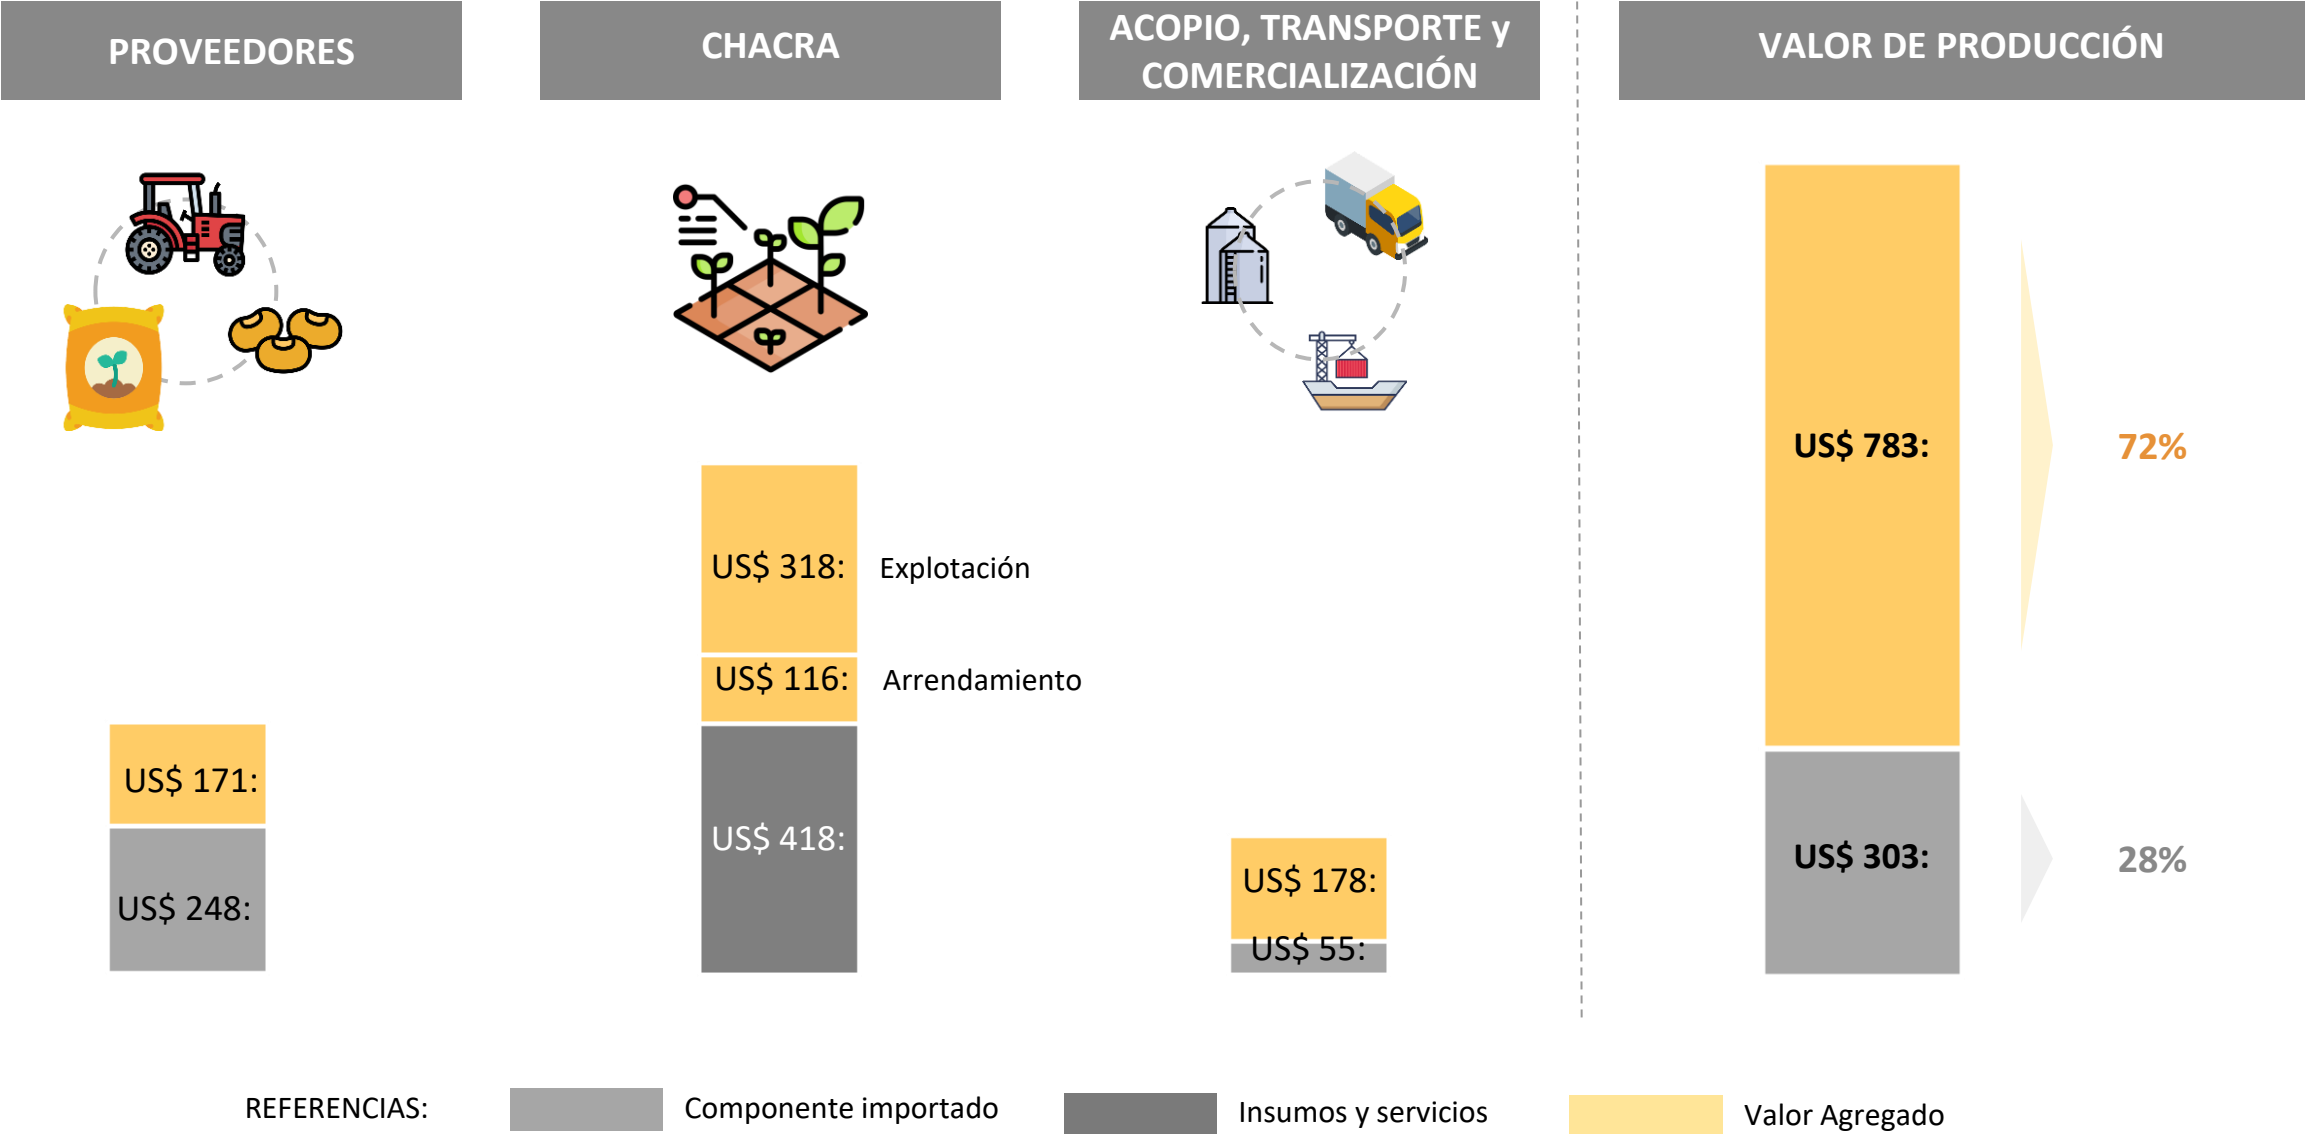 PROVEEDORES
CHACRA
ACOPIO, TRANSPORTE y
COMERCIALIZACIÓN
VALOR DE PRODUCCIÓN
US$ 171:
US$ 248:
US$ 318:
Explotación
US$ 116:
Arrendamiento
US$ 418:
US$ 178:
US$ 55:
US$ 783:
72%
US$ 303:
28%
REFERENCIAS:
Componente importado
Insumos y servicios
Valor Agregado